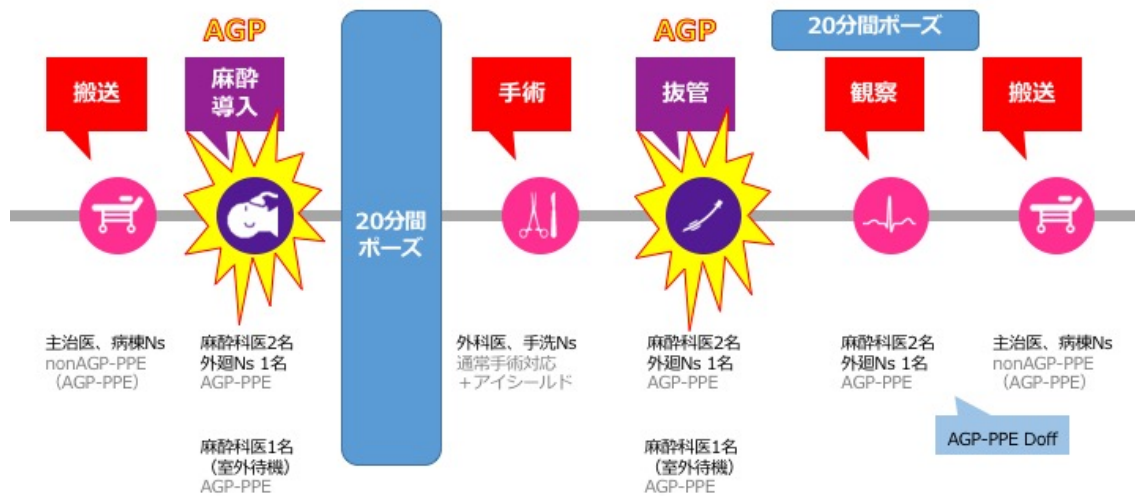 AGP
AGP
20分間ポーズ
搬送
麻酔
導入
手術
抜管
観察
搬送
20分間
ポーズ
主治医、病棟Ns
nonAGP-PPE
（AGP-PPE）
麻酔科医2名
外廻Ns 1名
AGP-PPE
麻酔科医1名
（室外待機）
AGP-PPE
外科医、手洗Ns
通常手術対応
＋アイシールド
麻酔科医2名
外廻Ns 1名
AGP-PPE
麻酔科医1名
（室外待機）
AGP-PPE
麻酔科医2名
外廻Ns 1名
AGP-PPE
主治医、病棟Ns
nonAGP-PPE
（AGP-PPE）
AGP-PPE Doff